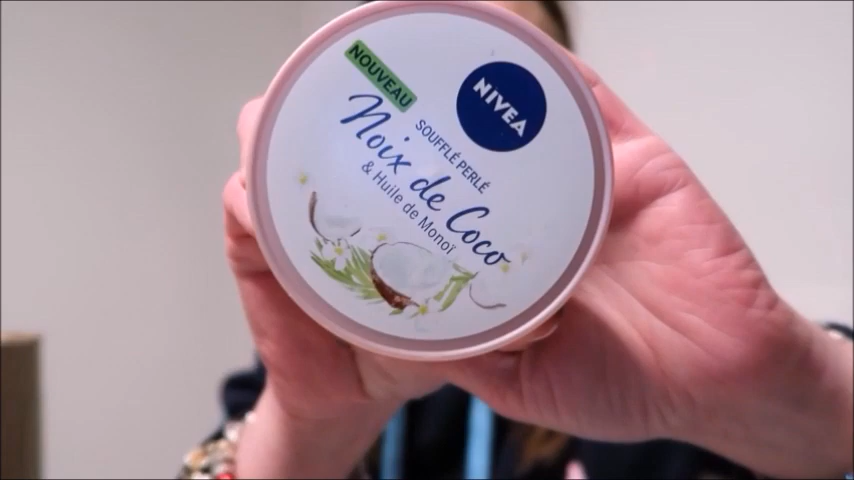 NOUVEAU
NIVEA
SOUFFLÉ PERLÉ
Noix de Coco
& Huile de Monoï